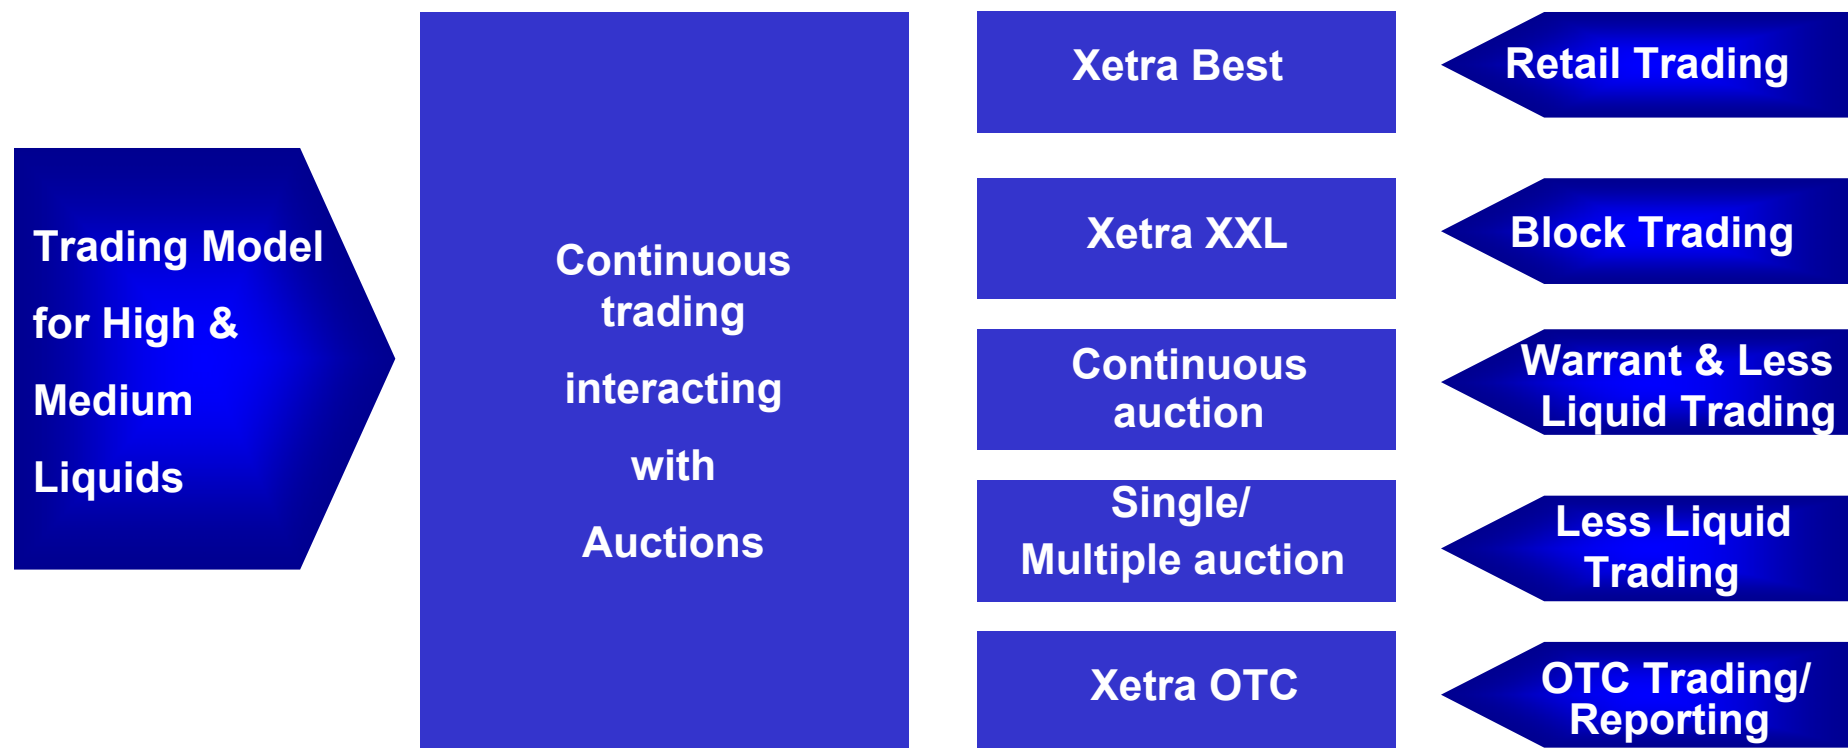 Trading Model
for High &
Medium
Liquids
Continuous
trading
interacting
with
Auctions
Xetra Best
Retail Trading
Xetra XXL
Block Trading
Continuous
auction
Warrant & Less
Liquid Trading
Single/
Multiple auction
Less Liquid
Trading
Xetra OTC
OTC Trading/
Reporting